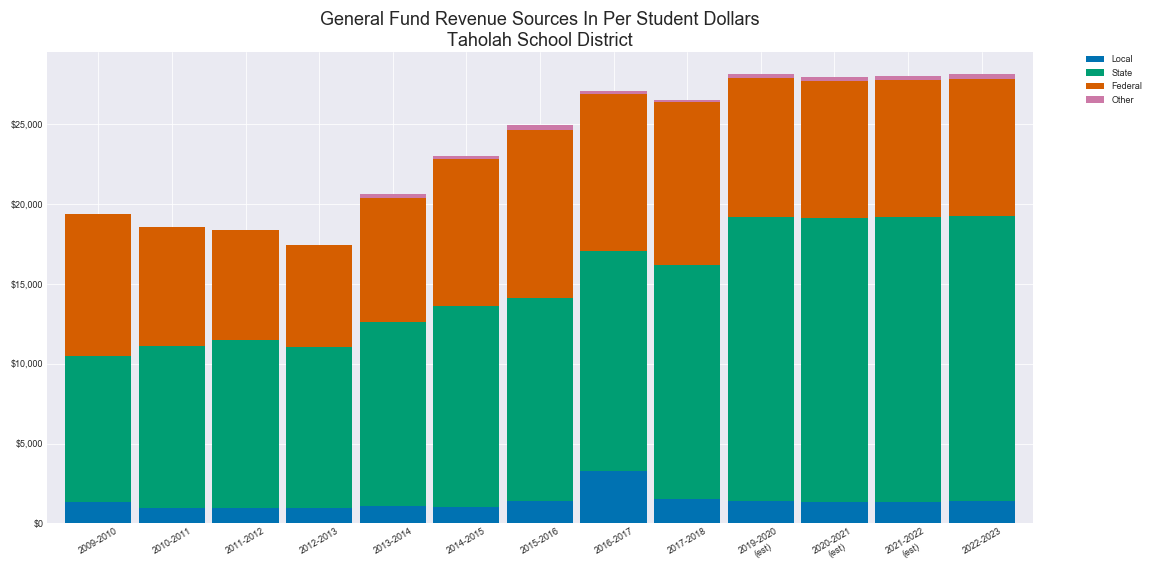 General Fund Revenue Sources In Per Student Dollars
Taholah School District
Local
State
Federal
Other
$25,000
$20,000
$15,000
$10,000
$5,000
$0
2009-2010
2010-2011
2011-2012
2012-2013
2013-2014
2014-2015
2015-2016
2016-2017
2017-2018
2019-2020
(est)
2020-2021
(est)
2021-2022
(est)
2022-2023